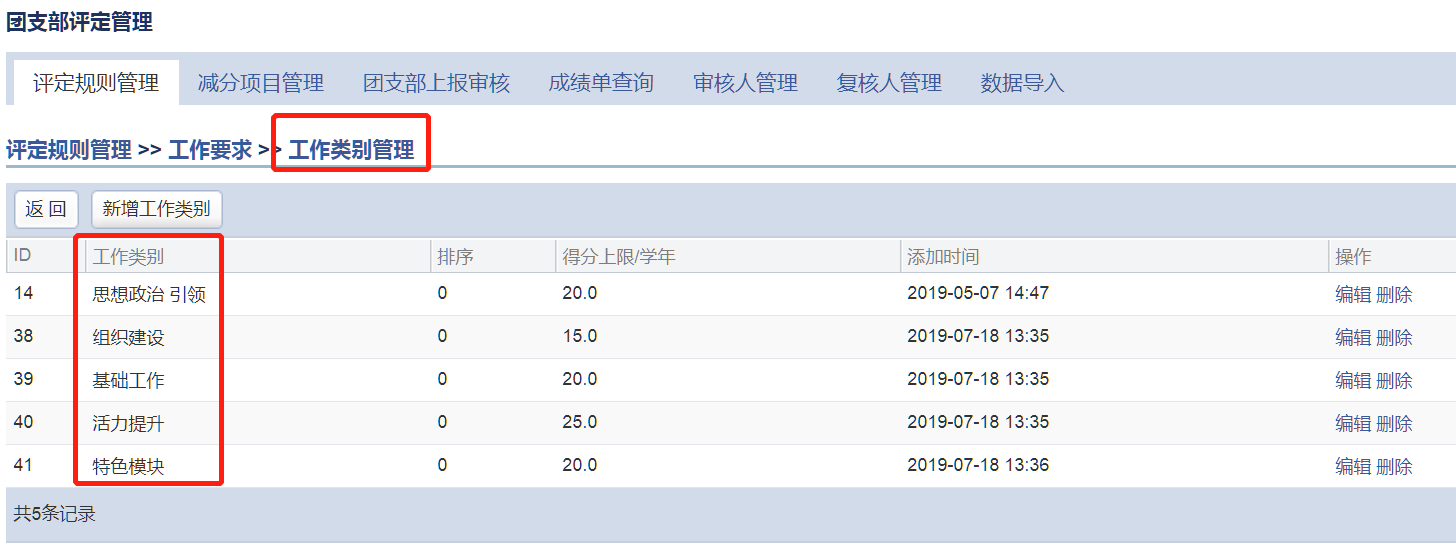 团支部评定管理
评定规则管理 减分项目管理 团支部上报审核 成绩单查询 审核人管理 复核人管理 数据导入
评定规则管理 >> 工作要求 >> 工作类别管理
返 回 新增工作类别
ID 工作类别 排序 得分上限/学年 添加时间 操作
14 思想政治 引领 0 20.0 2019-05-07 14:47 编辑 删除
38 组织建设 0 15.0 2019-07-18 13:35 编辑 删除
39 基础工作 0 20.0 2019-07-18 13:35 编辑 删除
40 活力提升 0 25.0 2019-07-18 13:35 编辑 删除
41 特色模块 0 20.0 2019-07-18 13:36 编辑 删除
共5条记录